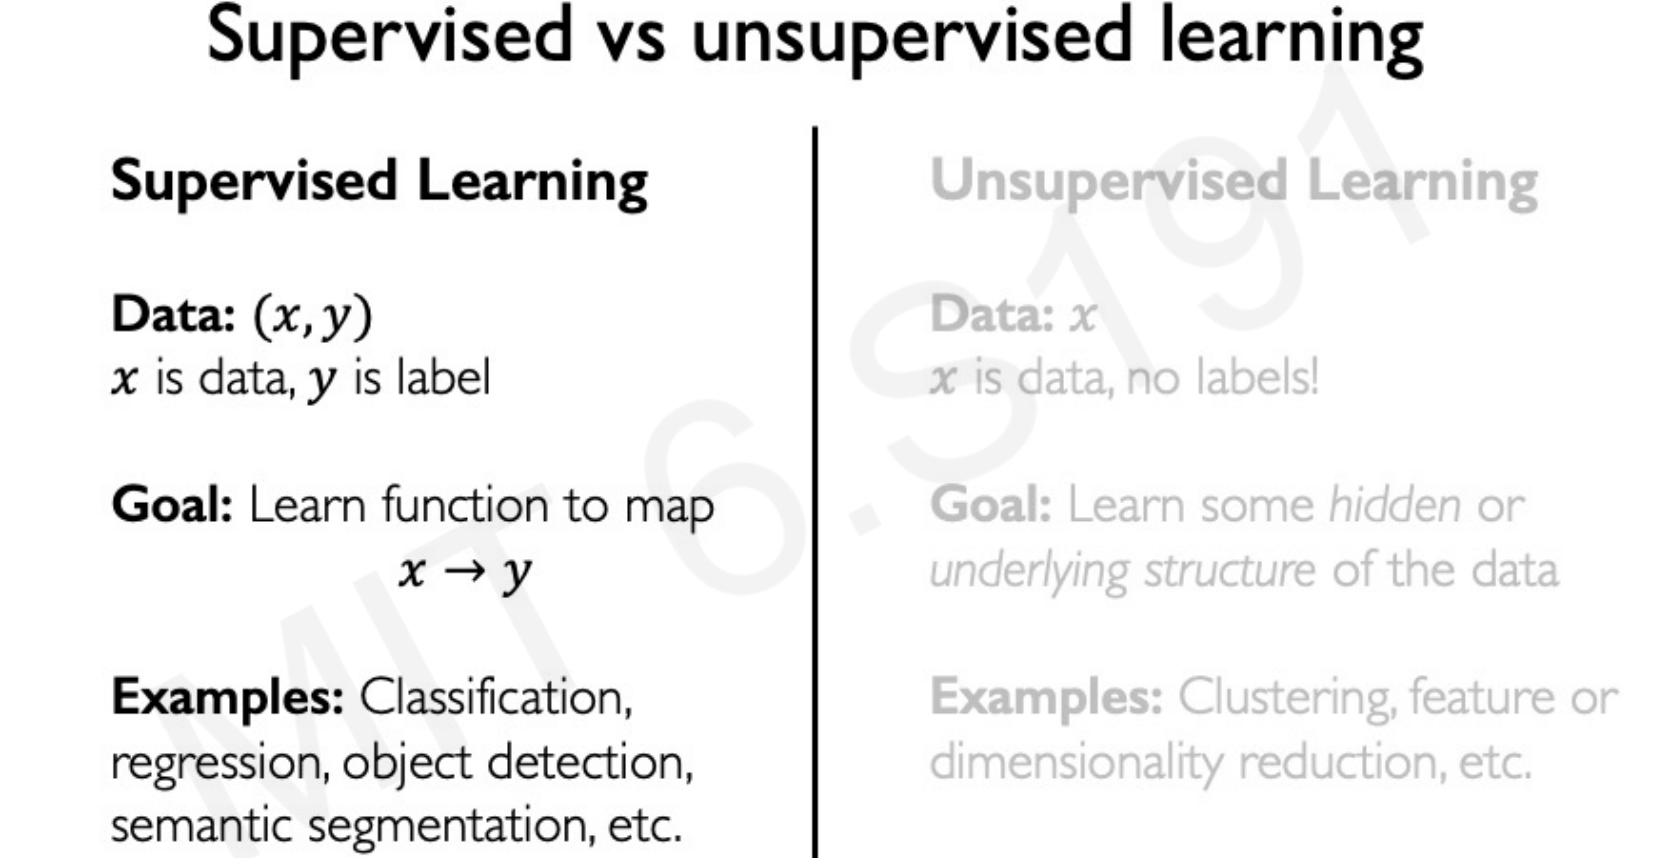 Supervised vs unsupervised learning
Supervised Learning
Data: (x, y)
x is data, y is label
Goal: Learn function to map
x → y
Examples: Classification,
regression, object detection,
semantic segmentation, etc.
Unsupervised Learning
Data: x
x is data, no labels!
Goal: Learn some hidden or
underlying structure of the data
Examples: Clustering, feature or
dimensionality reduction, etc.
MIT 6.S191